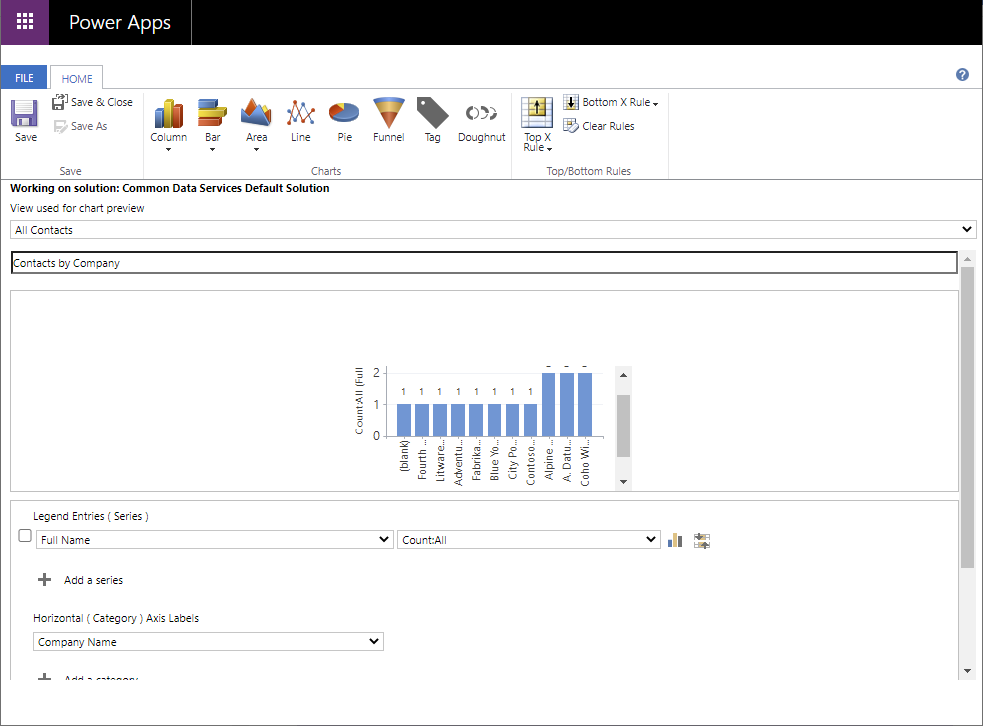 Power Apps
FILE
HOME
Save
Save & Close
Save As
Save
Column
Bar
Area
Line
Pie
Funnel
Tag
Doughnut
Charts
Top X
Rule
Bottom X Rule
Clear Rules
Top/Bottom Rules
Working on solution: Common Data Services Default Solution
View used for chart preview
All Contacts
Contacts by Company
Count:All (Full
2
1
0
1 1 1 1 1 1 1 1
(blank)
Fourth ...
Litware...
Adventu...
Fabrika...
Blue Yo...
City Po...
Contoso...
Alpine ...
A. Datu...
Coho Wi...
Legend Entries ( Series )
Full Name
Count:All
Add a series
Horizontal ( Category ) Axis Labels
Company Name
Add a category